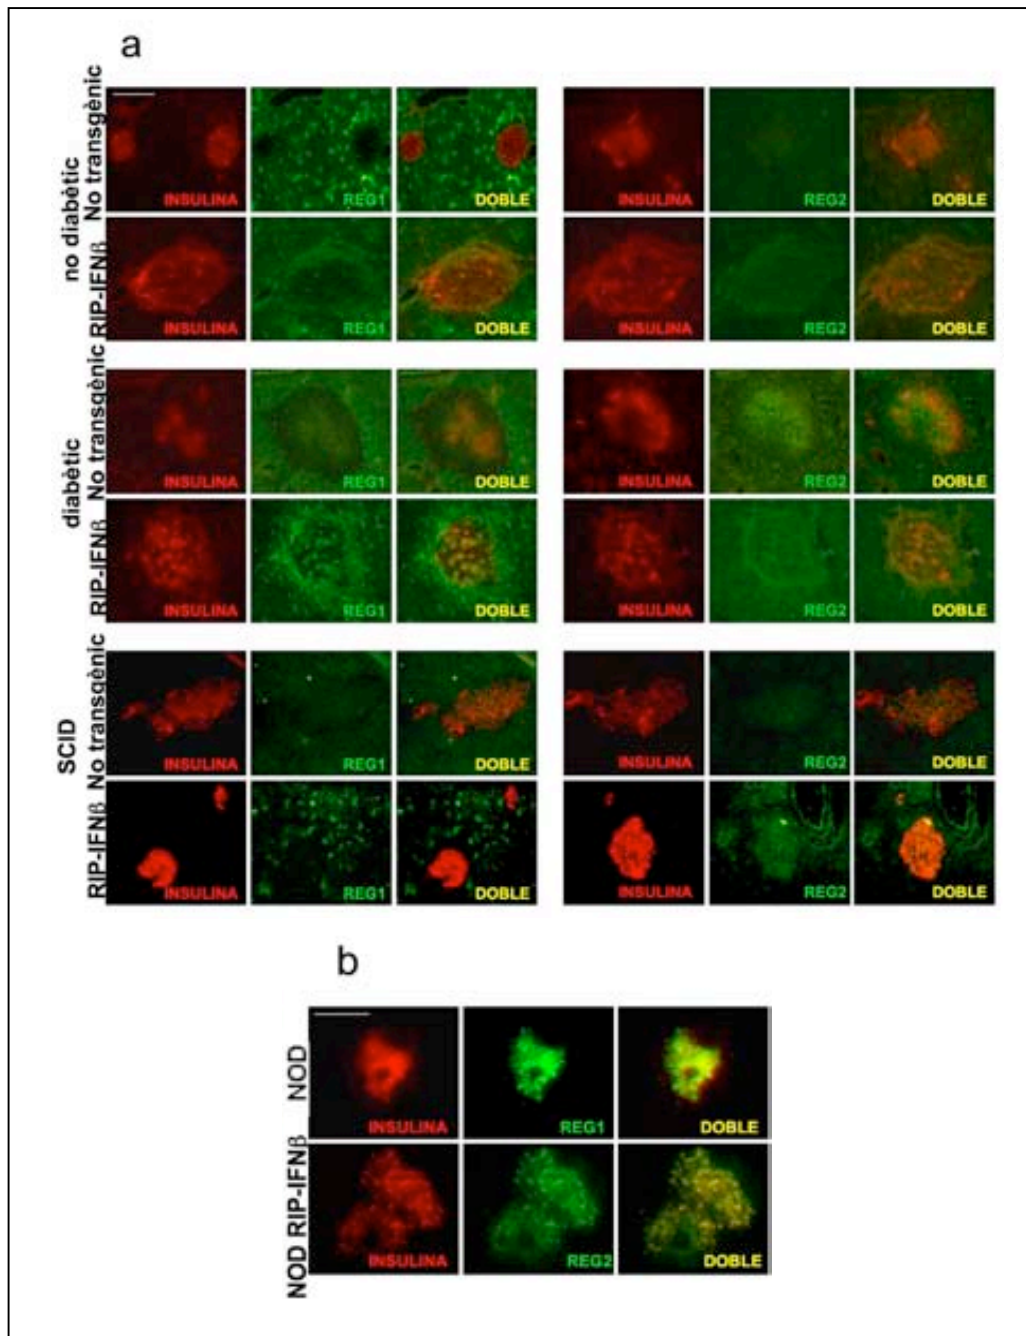 a
no diabètic
No transgènic
INSULINA REG1 DOBLE INSULINA REG2 DOBLE
RIP-IFNβ
INSULINA REG1 DOBLE INSULINA REG2 DOBLE
diabètic
No transgènic
INSULINA REG1 DOBLE INSULINA REG2 DOBLE
RIP-IFNβ
INSULINA REG1 DOBLE INSULINA REG2 DOBLE
SCID
No transgènic
INSULINA REG1 DOBLE INSULINA REG2 DOBLE
RIP-IFNβ
INSULINA REG1 DOBLE INSULINA REG2 DOBLE
b
NOD
INSULINA REG1 DOBLE
NOD RIP-IFNβ
INSULINA REG2 DOBLE